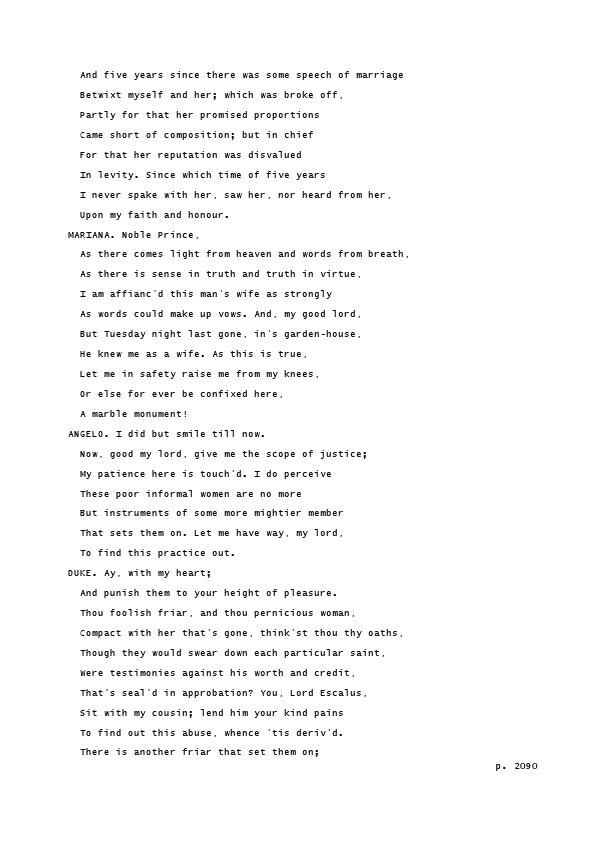 And five years since there was some speech of marriage
Betwixt myself and her; which was broke off,
Partly for that her promised proportions
Came short of composition; but in chief
For that her reputation was disvalued
In levity. Since which time of five years
I never spake with her, saw her, nor heard from her,
Upon my faith and honour.
MARIANA. Noble Prince,
As there comes light from heaven and words from breath,
As there is sense in truth and truth in virtue,
I am affianc'd this man's wife as strongly
As words could make up vows. And, my good lord,
But Tuesday night last gone, in's garden-house,
He knew me as a wife. As this is true,
Let me in safety raise me from my knees,
Or else for ever be confixed here,
A marble monument!
ANGELO. I did but smile till now.
Now, good my lord, give me the scope of justice;
My patience here is touch'd. I do perceive
These poor informal women are no more
But instruments of some more mightier member
That sets them on. Let me have way, my lord,
To find this practice out.
DUKE. Ay, with my heart;
And punish them to your height of pleasure.
Thou foolish friar, and thou pernicious woman,
Compact with her that's gone, think'st thou thy oaths,
Though they would swear down each particular saint,
Were testimonies against his worth and credit,
That's seal'd in approbation? You, Lord Escalus,
Sit with my cousin; lend him your kind pains
To find out this abuse, whence 'tis deriv'd.
There is another friar that set them on;
p. 2090